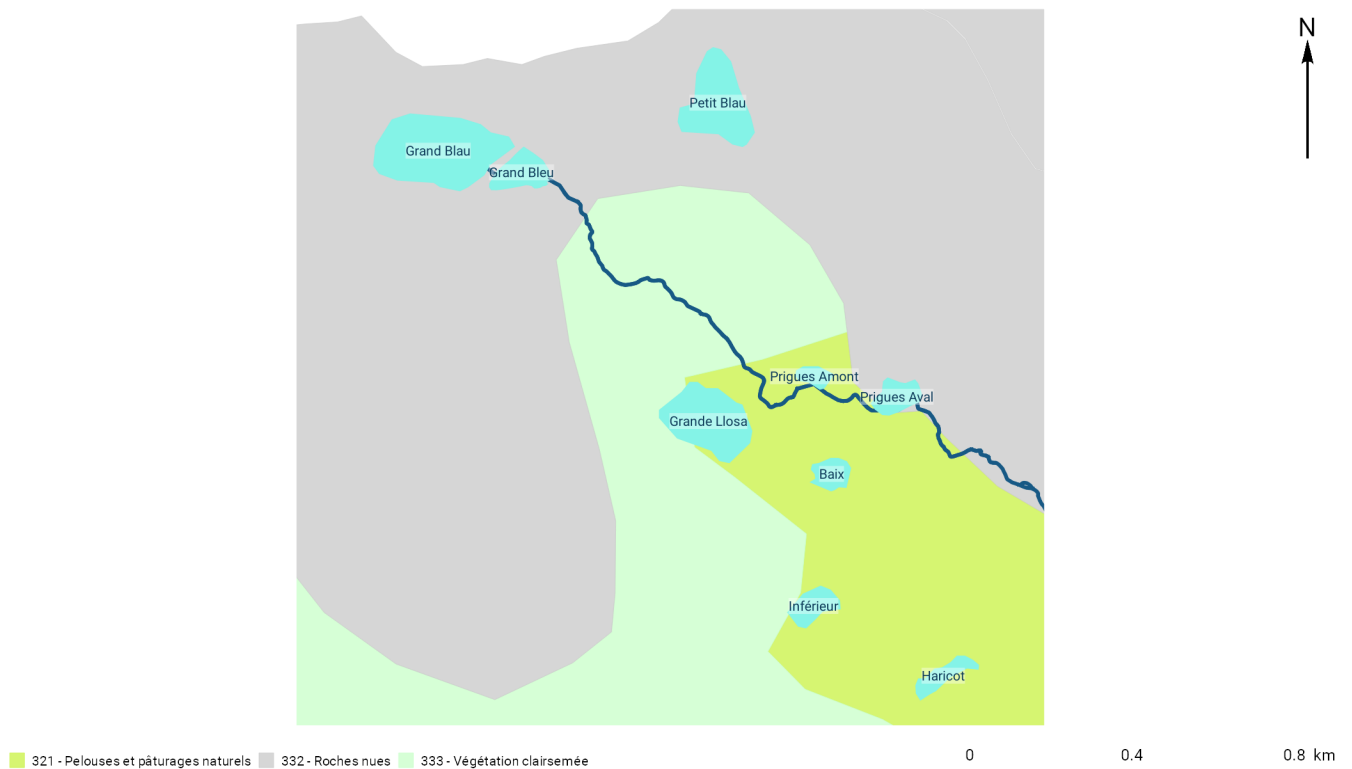 N
Petit Blau
Grand Blau
Grand Bleu
Prigues Amont
Prigues Aval
Grande Llosa
Baix
Inférieur
Haricot
321 - Pelouses et pâturages naturels 332 - Roches nues 333 - Végétation clairsemée
0 0.4 0.8 km